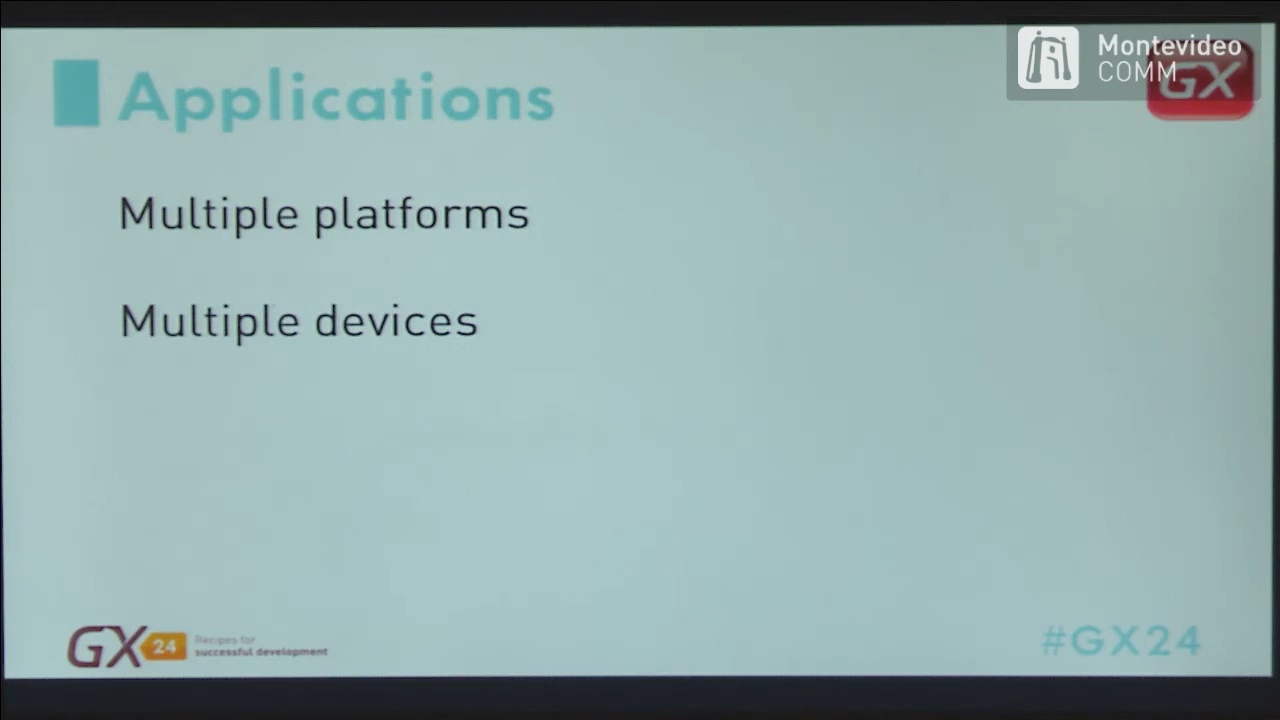 Applications
Montevideo
COMM
GX
Multiple platforms
Multiple devices
GX 24
Recipes for
successful development
#GX24